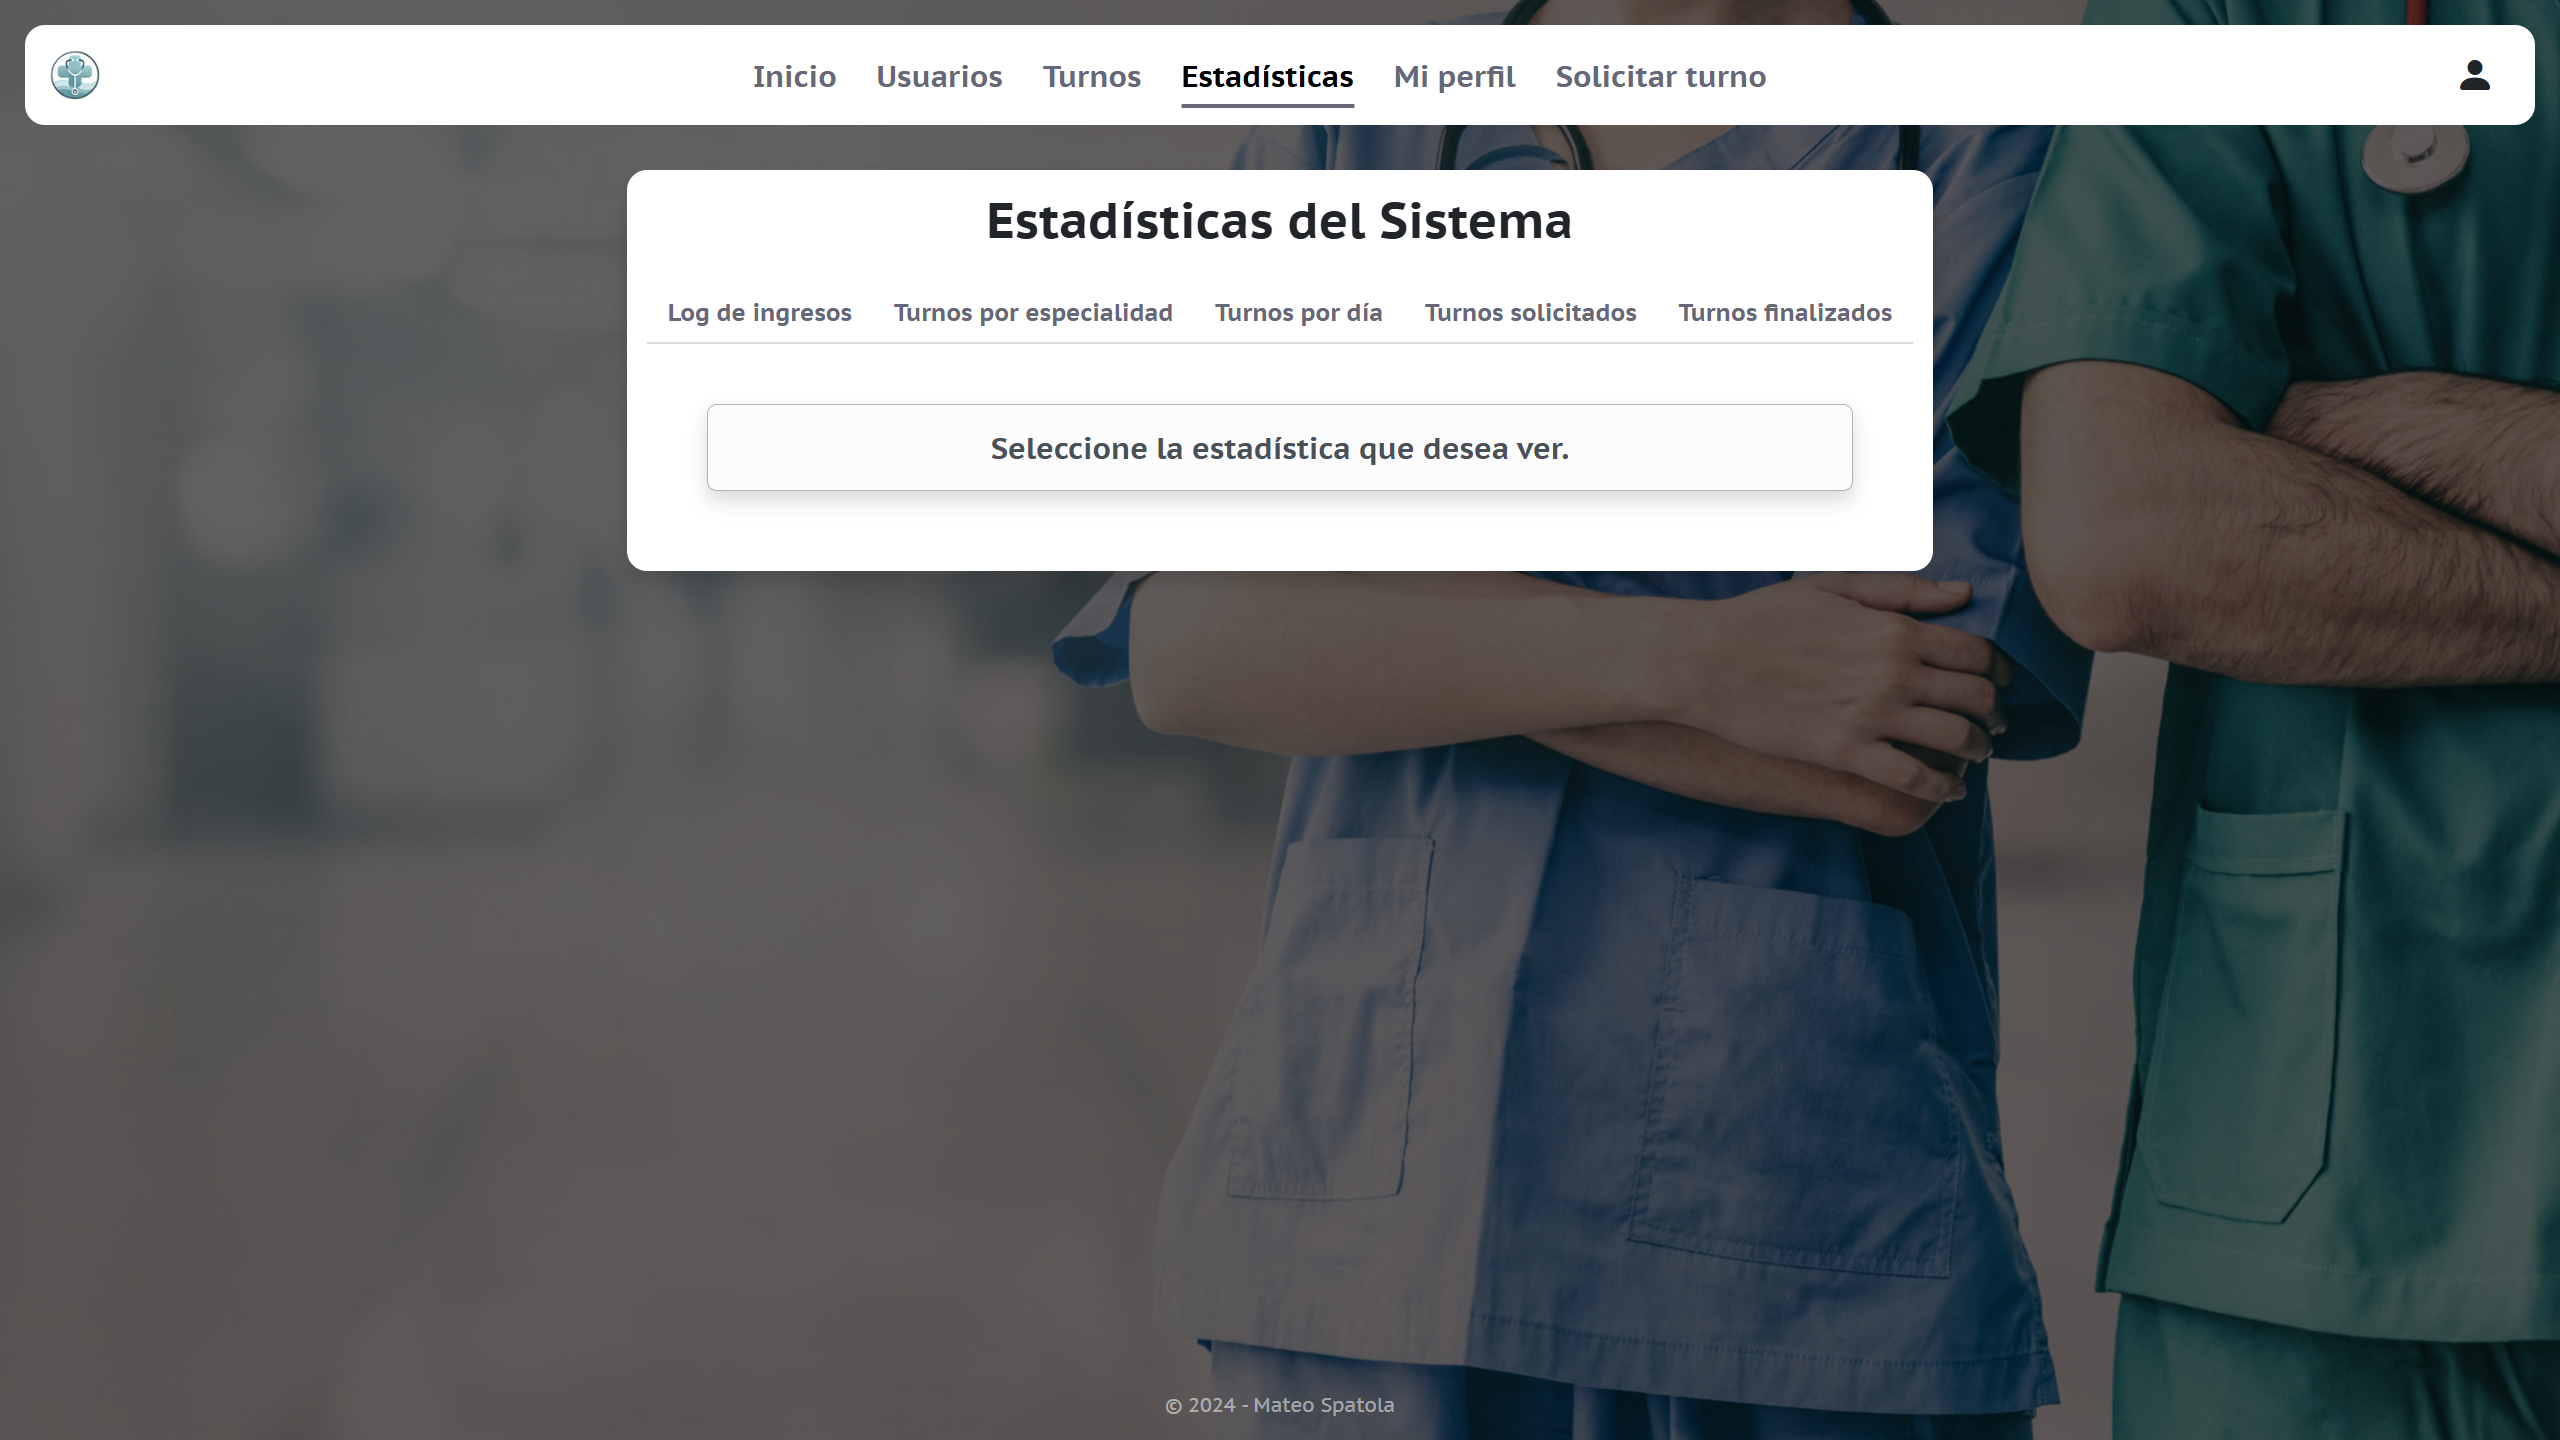 Inicio Usuarios Turnos Estadísticas Mi perfil Solicitar turno
Estadísticas del Sistema
Log de ingresos Turnos por especialidad Turnos por día Turnos solicitados Turnos finalizados
Seleccione la estadística que desea ver.
© 2024 - Mateo Spatola